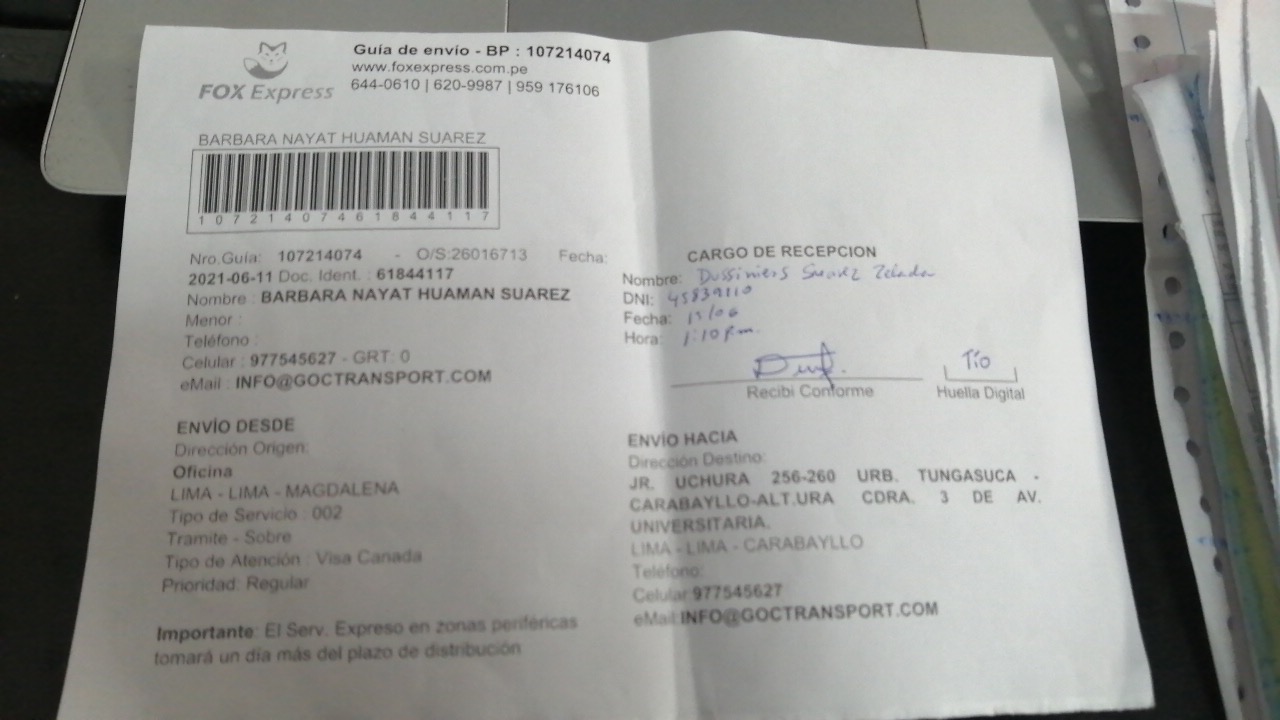 FOX Express
Guía de envío - BP : 107214074
www.foxexpress.com.pe
644-0610 | 620-9987 | 959 176106
BARBARA NAYAT HUAMAN SUAREZ
10721407461844117
Nro.Guía: 107214074 - O/S:26016713 Fecha:
2021-06-11 Doc. Ident. : 61844117
Nombre : BARBARA NAYAT HUAMAN SUAREZ
Menor :
Teléfono :
Celular : 977545627 - GRT: 0
eMail : INFO@GOCTRANSPORT.COM
ENVÍO DESDE
Dirección Origen:
Oficina
LIMA - LIMA - MAGDALENA
Tipo de Servicio : 002
Tramite - Sobre
Tipo de Atención : Visa Canada
Prioridad: Regular
Importante: El Serv. Expreso en zonas periféricas
tomará un día más del plazo de distribución
CARGO DE RECEPCION
Nombre: Suarez Zelada
DNI:
Fecha: /06
Hora: 1:10 p.m.
Tío
Recibi Conforme Huella Digital
ENVÍO HACIA
Dirección Destino:
JR. UCHURA 256-260 URB. TUNGASUCA -
CARABAYLLO-ALT.URA CDRA. 3 DE AV.
UNIVERSITARIA.
LIMA - LIMA - CARABAYLLO
Teléfono:
Celular:977545627
eMail:INFO@GOCTRANSPORT.COM